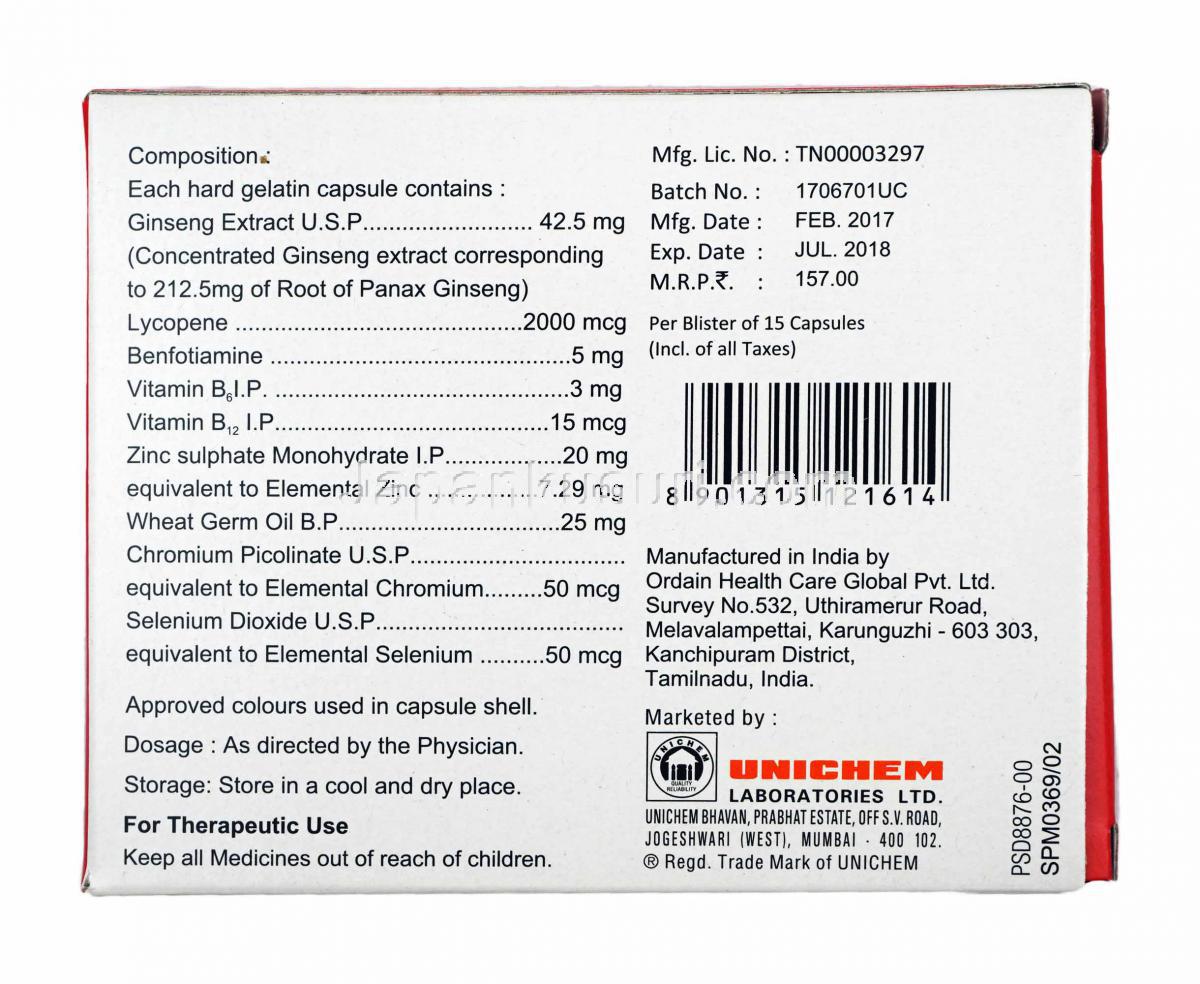 Composition :
Each hard gelatin capsule contains :
Ginseng Extract U.S.P............................ 42.5 mg
(Concentrated Ginseng extract corresponding
to 212.5mg of Root of Panax Ginseng)
Lycopene ............................................2000 mcg
Benfotiamine ..............................................5 mg
Vitamin B6I.P. .............................................3 mg
Vitamin B12 I.P..........................................15 mcg
Zinc sulphate Monohydrate I.P..................20 mg
equivalent to Elemental Zinc .................7.29 mg
Wheat Germ Oil B.P..................................25 mg
Chromium Picolinate U.S.P.................................
equivalent to Elemental Chromium.........50 mcg
Selenium Dioxide U.S.P......................................
equivalent to Elemental Selenium ..........50 mcg
Approved colours used in capsule shell.
Dosage : As directed by the Physician.
Storage: Store in a cool and dry place.
For Therapeutic Use
Keep all Medicines out of reach of children.
Mfg. Lic. No. : TN00003297
Batch No. : 1706701UC
Mfg. Date : FEB. 2017
Exp. Date : JUL. 2018
M.R.P.₹. : 157.00
Per Blister of 15 Capsules
(Incl. of all Taxes)
8 901315 121614
Manufactured in India by
Ordain Health Care Global Pvt. Ltd.
Survey No.532, Uthiramerur Road,
Melavalampettai, Karunguzhi - 603 303,
Kanchipuram District,
Tamilnadu, India.
Marketed by :
UNICHEM
QUALITY
RELIABILITY
UNICHEM
LABORATORIES LTD.
UNICHEM BHAVAN, PRABHAT ESTATE, OFF S.V. ROAD,
JOGESHWARI (WEST), MUMBAI - 400 102.
® Regd. Trade Mark of UNICHEM
PSD8876-00
SPM0369/02
Japankusuri.com